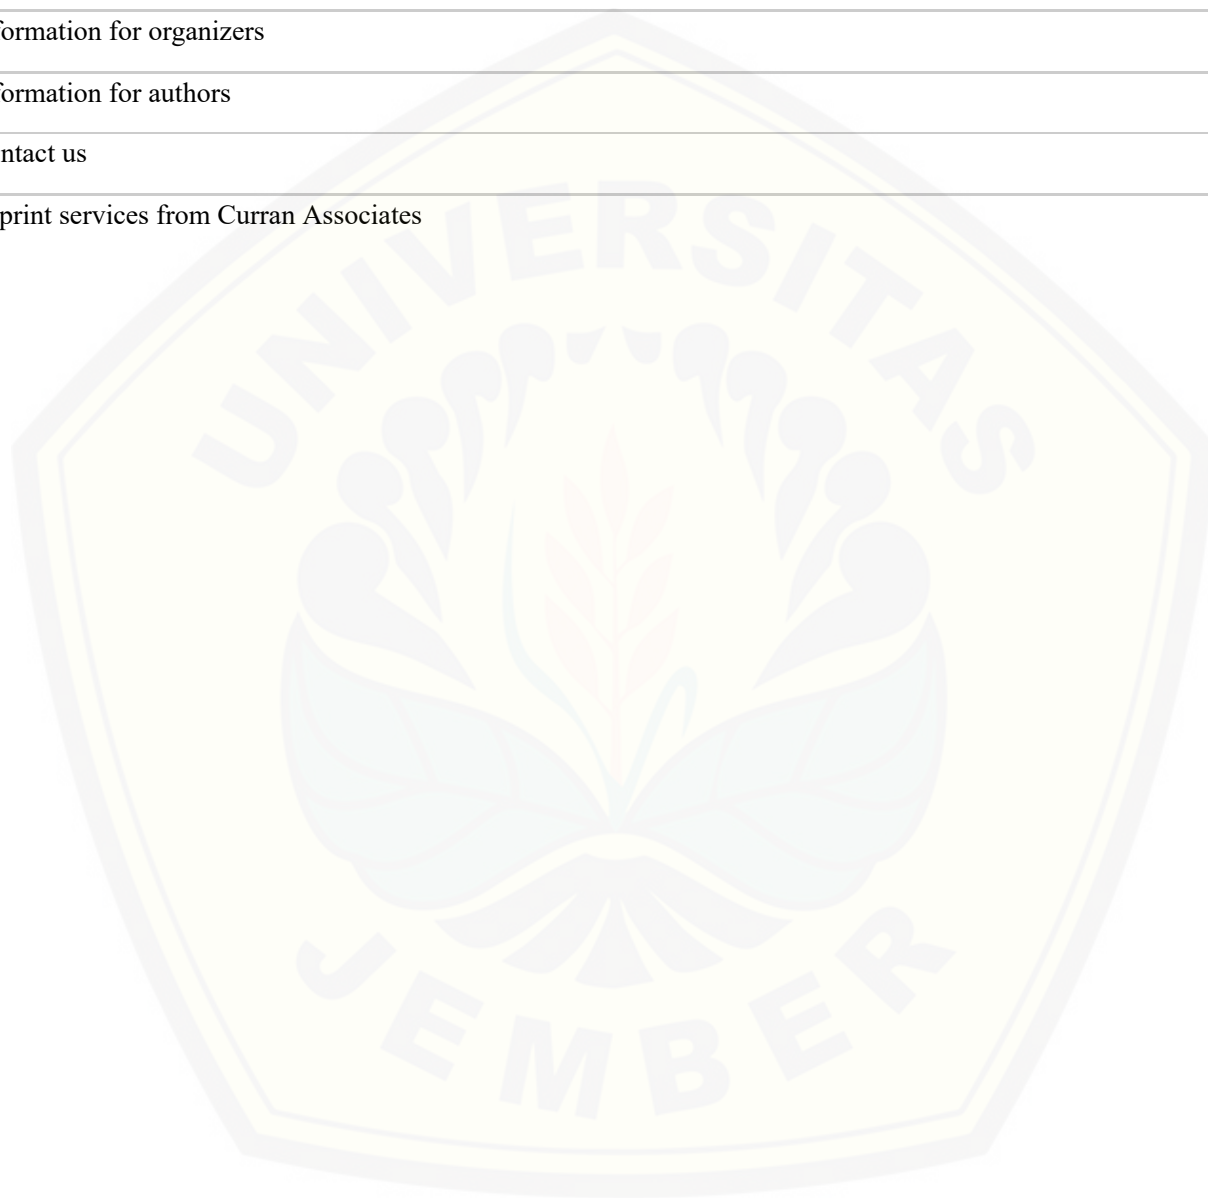 formation for organizers
formation for authors
ntact us
print services from Curran Associates
UNIVERSITAS
JEMBER